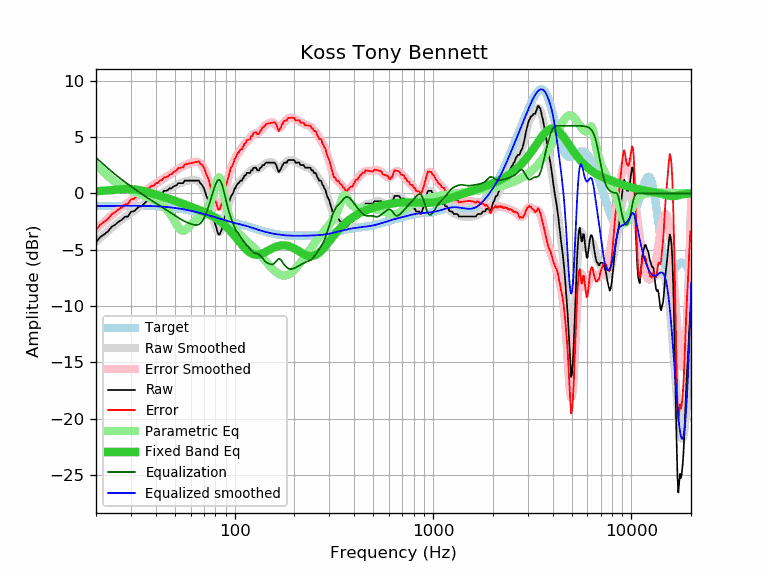 Koss Tony Bennett
10
5
0
−5
−10
−15
−20
−25
Amplitude (dBr)
Target
Raw Smoothed
Error Smoothed
Raw
Error
Parametric Eq
Fixed Band Eq
Equalization
Equalized smoothed
100
1000
10000
Frequency (Hz)